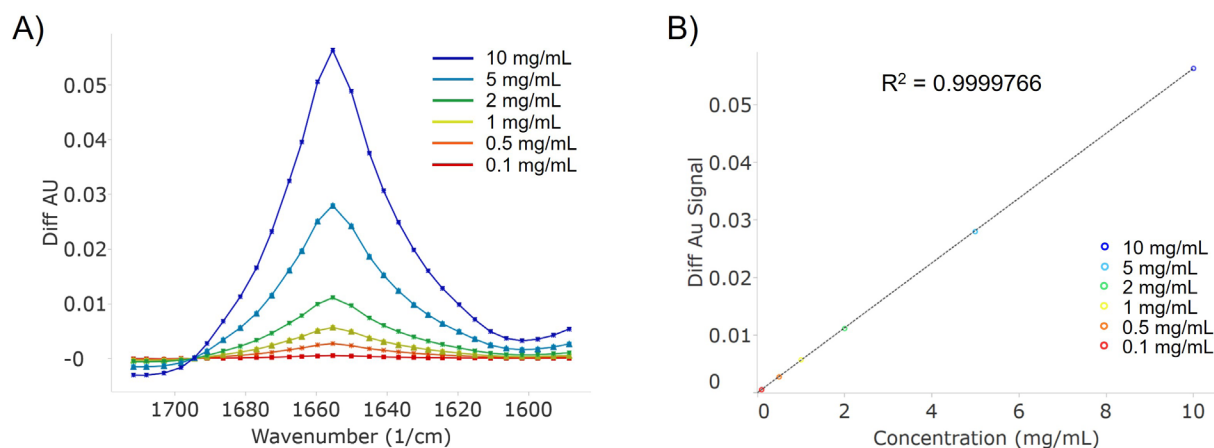 A)
0.05
0.04
0.03
0.02
0.01
-0
Diff AU
1700
1680
1660
1640
1620
1600
Wavenumber (1/cm)
10 mg/mL
5 mg/mL
2 mg/mL
1 mg/mL
0.5 mg/mL
0.1 mg/mL
B)
R² = 0.9999766
0.05
0.04
0.03
0.02
0.01
0
Diff Au Signal
0
2
4
6
8
10
Concentration (mg/mL)
10 mg/mL
5 mg/mL
2 mg/mL
1 mg/mL
0.5 mg/mL
0.1 mg/mL